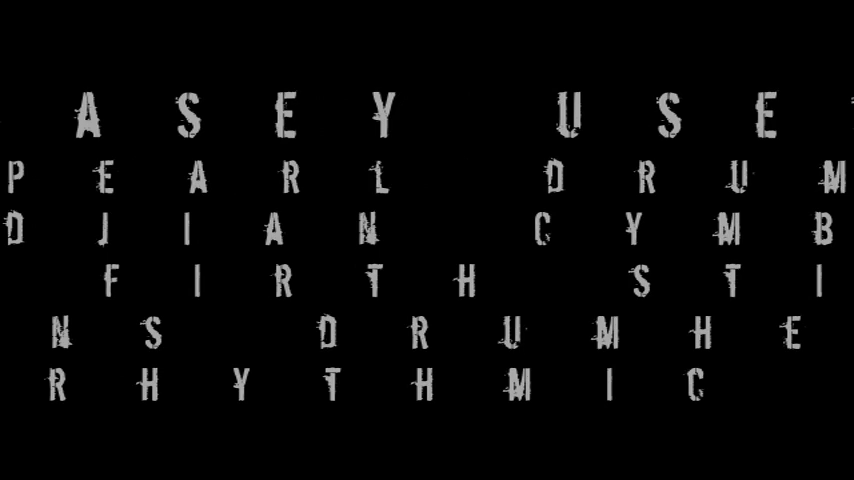 ASEY USE
PEARL DRUM
DJIAN CYMB
FIRTH STI
NS DRUMHE
RHYTHMIC